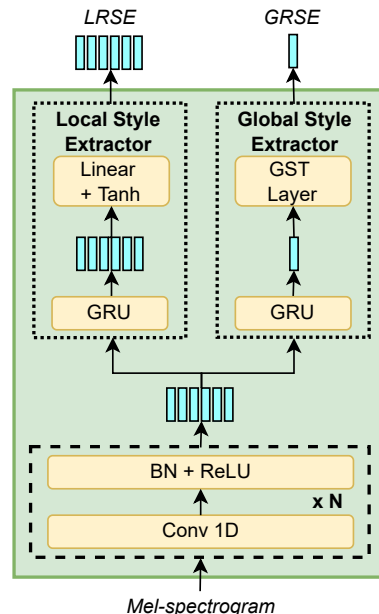 LRSE
GRSE
Local Style
Extractor
Linear
+ Tanh
GRU
Global Style
Extractor
GST
Layer
GRU
BN + ReLU
x N
Conv 1D
Mel-spectrogram